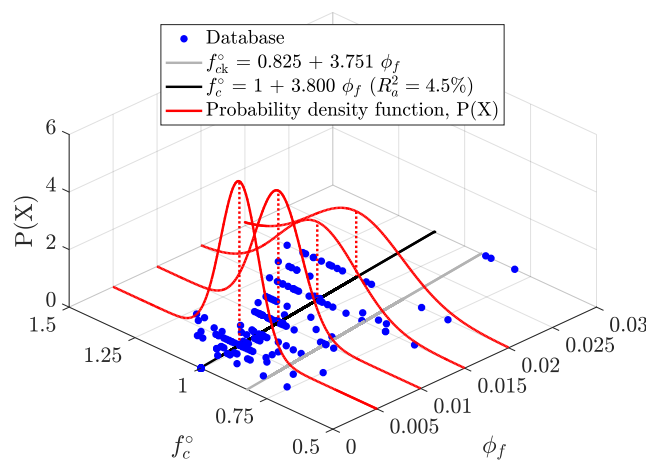 Database
f°ck = 0.825 + 3.751 ϕf
f°c = 1 + 3.800 ϕf (R²a = 4.5%)
Probability density function, P(X)
P(X)
6
4
2
0
1.5
1.25
1
0.75
0.5
f°c
0
0.005
0.01
0.015
0.02
0.025
0.03
ϕf